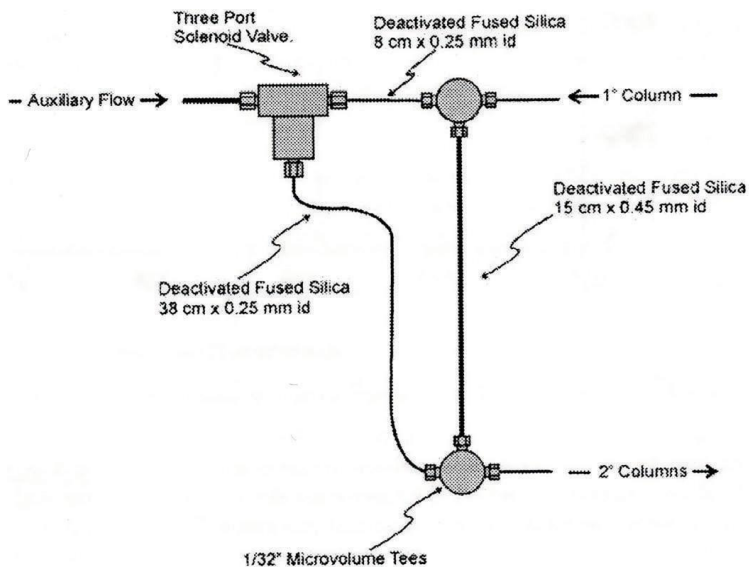 Three Port
Solenoid Valve.
Deactivated Fused Silica
8 cm x 0.25 mm id
Auxiliary Flow
1° Column
Deactivated Fused Silica
15 cm x 0.45 mm id
Deactivated Fused Silica
38 cm x 0.25 mm id
2° Columns
1/32" Microvolume Tees